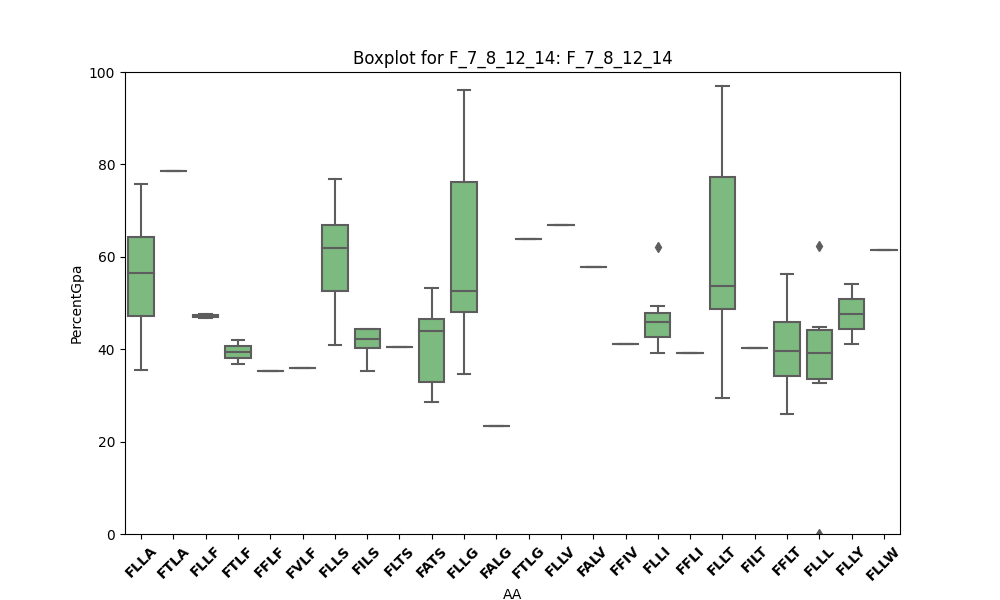 Boxplot for F_7_8_12_14: F_7_8_12_14
100
80
60
40
20
0
PercentGpa
FLLA FTLA FLLF FTLF FFLF FVLF FLLS FILS FLTS FATS FLLG FALG FTLG FLLV FALV FFIV FLLI FFLI FLLT FILT FFLT FLLL FLLY FLLW
AA